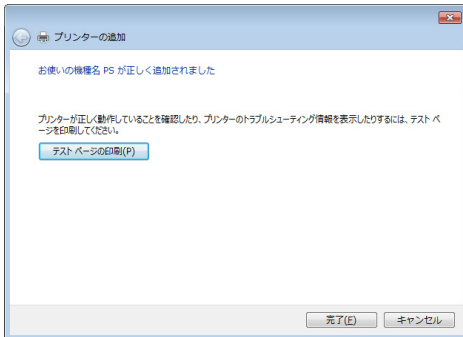 プリンターの追加
お使いの機種名 PS が正しく追加されました
プリンターが正しく動作していることを確認したり、プリンターのトラブルシューティング情報を表示したりするには、テスト ペ
ージを印刷してください。
テスト ページの印刷(P)
完了(F)
キャンセル